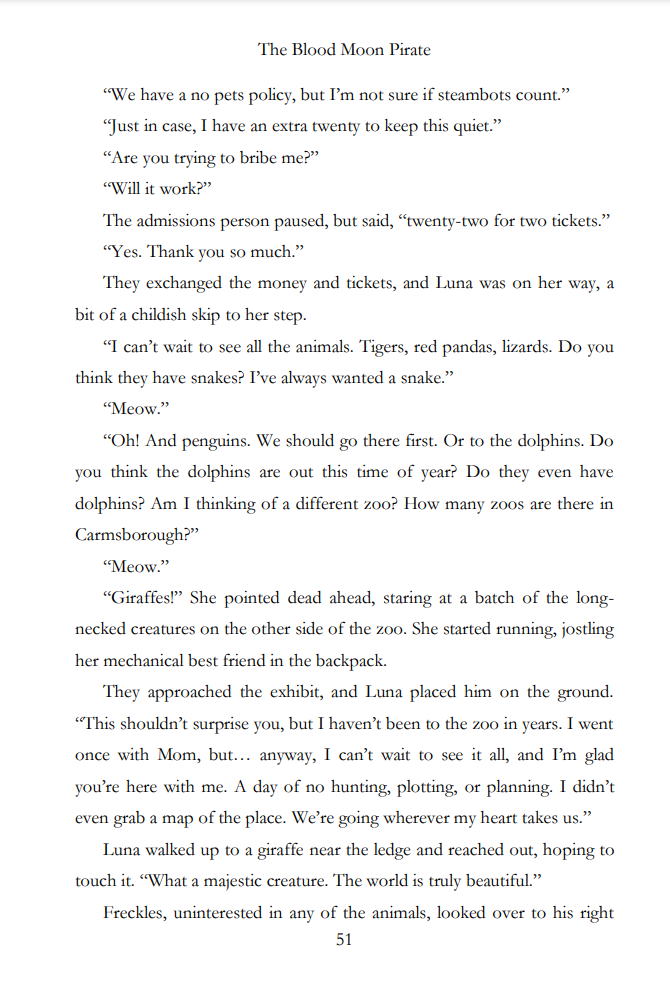 The Blood Moon Pirate
“We have a no pets policy, but I’m not sure if steambots count.”
“Just in case, I have an extra twenty to keep this quiet.”
“Are you trying to bribe me?”
“Will it work?”
The admissions person paused, but said, “twenty-two for two tickets.”
“Yes. Thank you so much.”
They exchanged the money and tickets, and Luna was on her way, a
bit of a childish skip to her step.
“I can’t wait to see all the animals. Tigers, red pandas, lizards. Do you
think they have snakes? I’ve always wanted a snake.”
“Meow.”
“Oh! And penguins. We should go there first. Or to the dolphins. Do
you think the dolphins are out this time of year? Do they even have
dolphins? Am I thinking of a different zoo? How many zoos are there in
Carmsborough?”
“Meow.”
“Giraffes!” She pointed dead ahead, staring at a batch of the long-
necked creatures on the other side of the zoo. She started running, jostling
her mechanical best friend in the backpack.
They approached the exhibit, and Luna placed him on the ground.
“This shouldn’t surprise you, but I haven’t been to the zoo in years. I went
once with Mom, but… anyway, I can’t wait to see it all, and I’m glad
you’re here with me. A day of no hunting, plotting, or planning. I didn’t
even grab a map of the place. We’re going wherever my heart takes us.”
Luna walked up to a giraffe near the ledge and reached out, hoping to
touch it. “What a majestic creature. The world is truly beautiful.”
Freckles, uninterested in any of the animals, looked over to his right
51